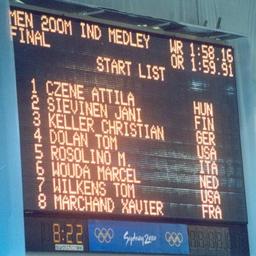 MEN 200M IND MEDLEY WR 1:58.16
FINAL OR 1:59.91
START LIST
1 CZENE ATTILA HUN
2 SIEVINEN JANI FIN
3 KELLER CHRISTIAN GER
4 DOLAN TOM USA
5 ROSOLINO M. ITA
6 WOUDA MARCEL NED
7 WILKENS TOM USA
8 MARCHAND XAVIER FRA
8:22
Sydney 2000